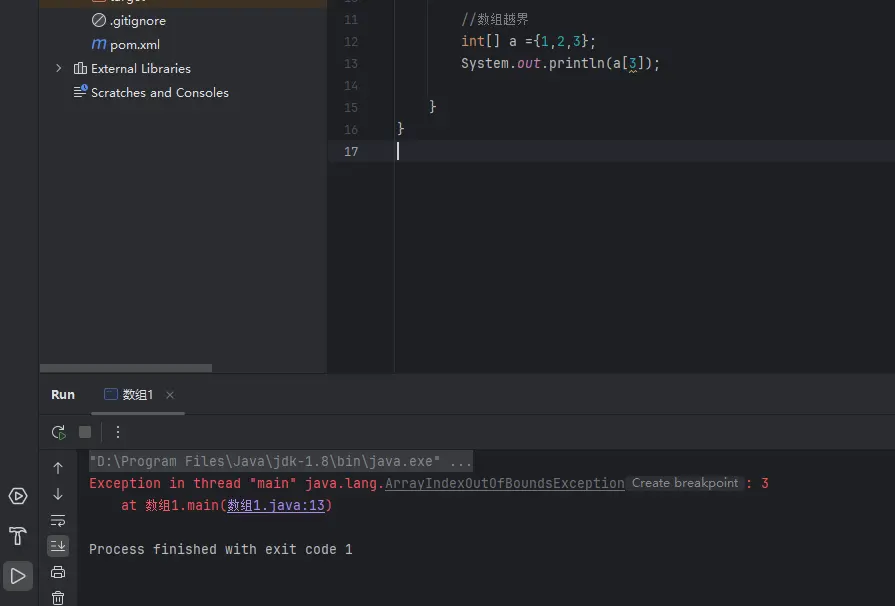 .gitignore
pom.xml
External Libraries
Scratches and Consoles
11 //数组越界
12 int[] a ={1,2,3};
13 System.out.println(a[3]);
14
15 }
16 }
17
Run 数组1
"D:\Program Files\Java\jdk-1.8\bin\java.exe" ...
Exception in thread "main" java.lang.ArrayIndexOutOfBoundsException Create breakpoint : 3
at 数组1.main(数组1.java:13)
Process finished with exit code 1